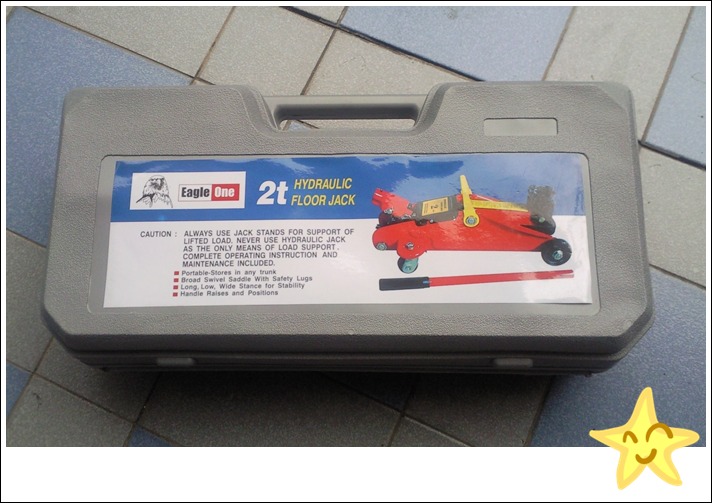 Eagle One
2t HYDRAULIC
FLOOR JACK
CAUTION : ALWAYS USE JACK STANDS FOR SUPPORT OF
LIFTED LOAD. NEVER USE HYDRAULIC JACK
AS THE ONLY MEANS OF LOAD SUPPORT.
COMPLETE OPERATING INSTRUCTION AND
MAINTENANCE INCLUDED.
■ Portable-Stores in any trunk
■ Broad Swivel Saddle With Safety Lugs
■ Long, Low, Wide Stance for Stability
■ Handle Raises and Positions